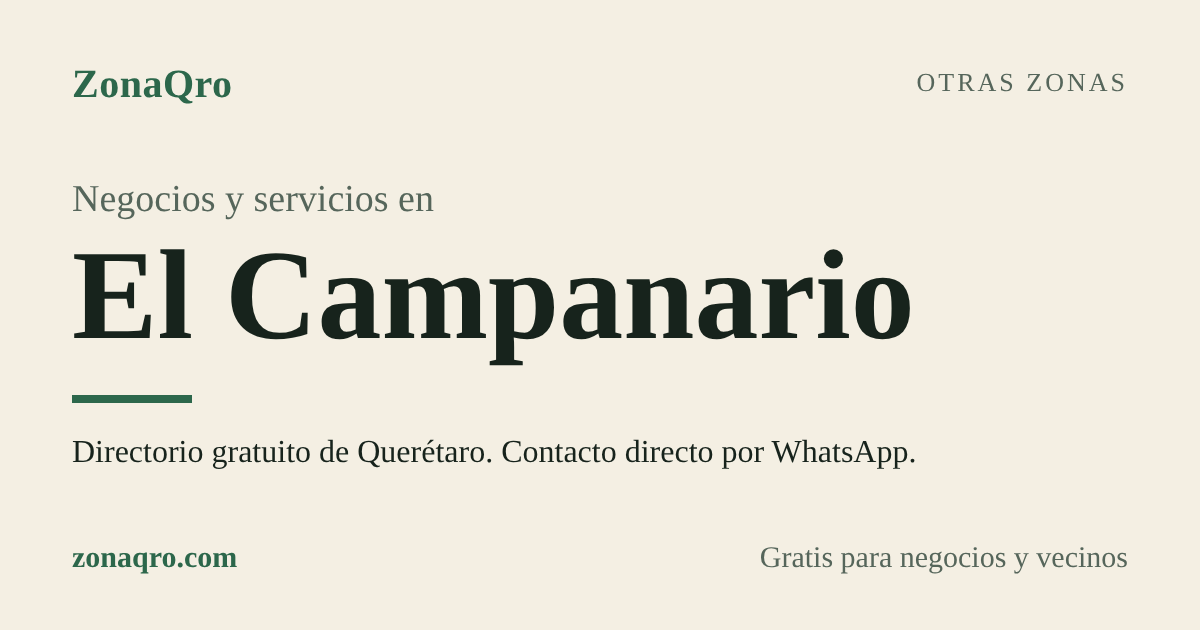 ZonaQro
OTRAS ZONAS
Negocios y servicios en
El Campanario
Directorio gratuito de Querétaro. Contacto directo por WhatsApp.
zonaqro.com
Gratis para negocios y vecinos